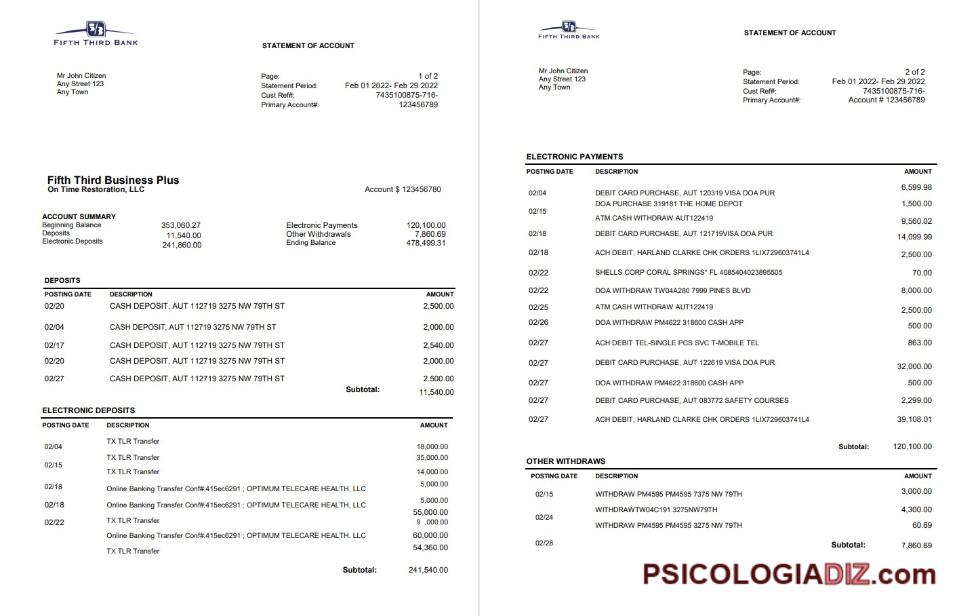 FIFTH THIRD BANK
STATEMENT OF ACCOUNT
Mr John Citizen
Any Street 123
Any Town
Page: 1 of 2
Statement Period: Feb 01 2022- Feb 29 2022
Cust Ref#: 7435100875-716-
Primary Account#: 123456789
Fifth Third Business Plus
On Time Restoration, LLC Account $ 123456780
ACCOUNT SUMMARY
Beginning Balance 353,060.27 Electronic Payments 120,100.00
Deposits 11,540.00 Other Withdrawals 7,860.69
Electronic Deposits 241,860.00 Ending Balance 478,499.31
DEPOSITS
POSTING DATE DESCRIPTION AMOUNT
02/20 CASH DEPOSIT, AUT 112719 3275 NW 79TH ST 2,500.00
02/04 CASH DEPOSIT, AUT 112719 3275 NW 79TH ST 2,000.00
02/17 CASH DEPOSIT, AUT 112719 3275 NW 79TH ST 2,540.00
02/20 CASH DEPOSIT, AUT 112719 3275 NW 79TH ST 2,000.00
02/27 CASH DEPOSIT, AUT 112719 3275 NW 79TH ST 2.500.00
Subtotal: 11,540.00
ELECTRONIC DEPOSITS
POSTING DATE DESCRIPTION AMOUNT
TX TLR Transfer
02/04 18,000.00
TX TLR Transfer 35,000.00
02/15
TX TLR Transfer 14,000.00
02/18 5,000.00
Online Banking Transfer Conf#:415ec6291 ; OPTIMUM TELECARE HEALTH, LLC
5,000.00
02/18 Online Banking Transfer Conf#:415ec6291 ; OPTIMUM TELECARE HEALTH, LLC
55,000.00
02/22 TX TLR Transfer 9 ,000.00
Online Banking Transfer Conf#:415ec6291 ; OPTIMUM TELECARE HEALTH, LLC 60,000.00
TX TLR Transfer 54,360.00
Subtotal: 241,540.00
FIFTH THIRD BANK
STATEMENT OF ACCOUNT
Mr John Citizen
Any Street 123
Any Town
Page: 2 of 2
Statement Period: Feb 01 2022- Feb 29 2022
Cust Ref#: 7435100875-716-
Primary Account#: Account # 123456789
ELECTRONIC PAYMENTS
POSTING DATE DESCRIPTION AMOUNT
6,599.98
02/04 DEBIT CARD PURCHASE, AUT 120319 VISA DOA PUR
DOA PURCHASE 319181 THE HOME DEPOT 1,500.00
02/15
ATM CASH WITHDRAW AUT122419 9,560.02
02/18 DEBIT CARD PURCHASE, AUT 121719VISA DOA PUR 14,099.99
02/18 ACH DEBIT, HARLAND CLARKE CHK ORDERS 1LIX729603741L4 2,500.00
02/22 SHELLS CORP CORAL SPRINGS* FL 4085404023895505 70.00
02/22 DOA WITHDRAW TW04A280 7999 PINES BLVD 8,000.00
02/25 ATM CASH WITHDRAW AUT122419 2,500.00
02/26 DOA WITHDRAW PM4622 318600 CASH APP 500.00
02/27 ACH DEBIT TEL-SINGLE PCS SVC T-MOBILE TEL 863.00
02/27 DEBIT CARD PURCHASE, AUT 122619 VISA DOA PUR 32,000.00
02/27 DOA WITHDRAW PM4622 318600 CASH APP 500.00
02/27 DEBIT CARD PURCHASE, AUT 083772 SAFETY COURSES 2,299.00
02/27 ACH DEBIT, HARLAND CLARKE CHK ORDERS 1LIX729603741L4 39,108.01
Subtotal: 120,100.00
OTHER WITHDRAWS
POSTING DATE DESCRIPTION AMOUNT
02/15 WITHDRAW PM4595 PM4595 7375 NW 79TH 3,000.00
WITHDRAWTW04C191 3275NW79TH 4,300.00
02/24
WITHDRAW PM4595 PM4595 3275 NW 79TH 60.69
02/28 Subtotal: 7,860.69
PSICOLOGIADIZ.com